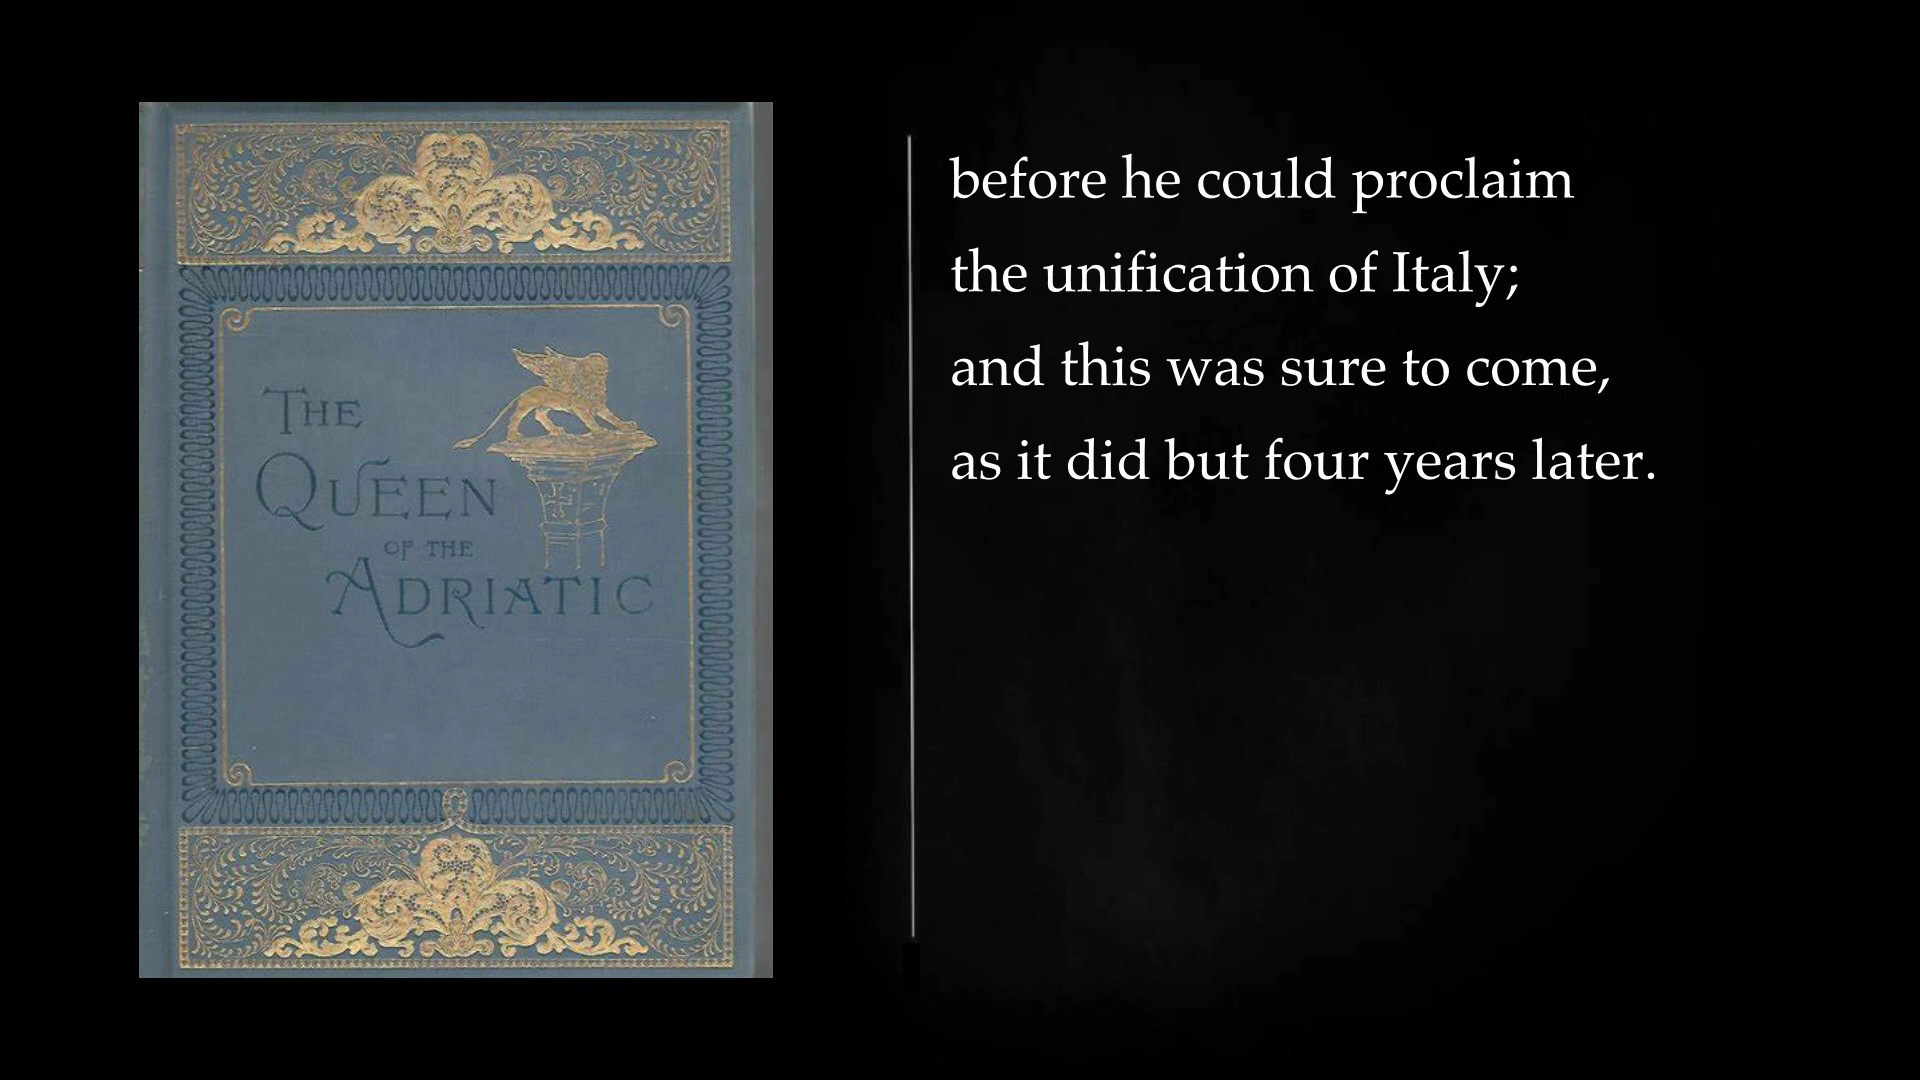 The
Queen
of the
Adriatic
before he could proclaim
the unification of Italy;
and this was sure to come,
as it did but four years later.